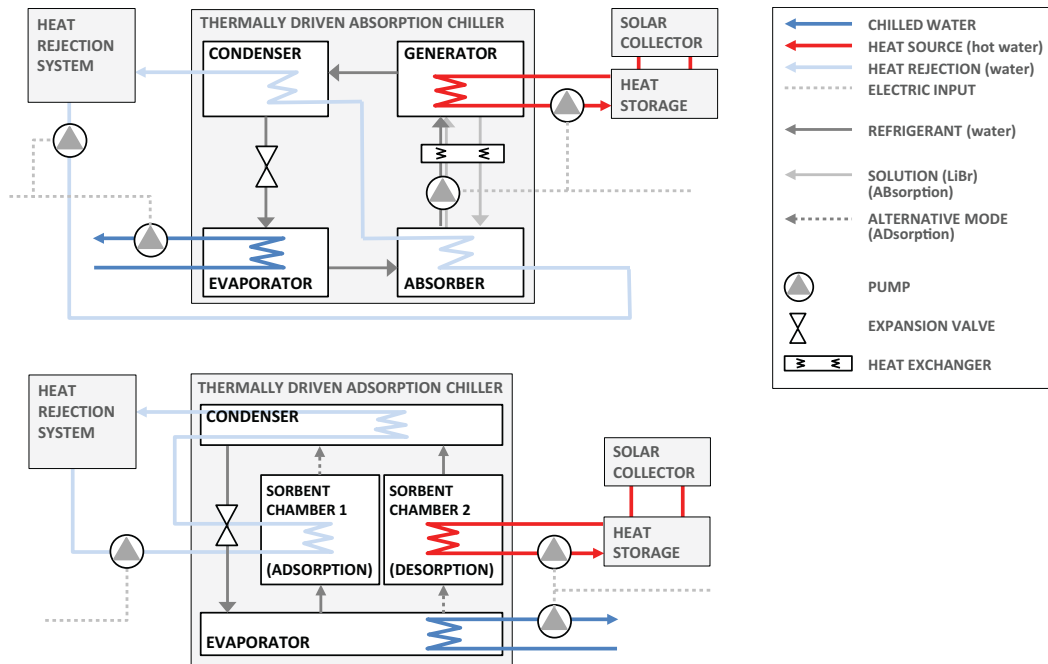 HEAT
REJECTION
SYSTEM
THERMALLY DRIVEN ABSORPTION CHILLER
CONDENSER
GENERATOR
SOLAR
COLLECTOR
HEAT
STORAGE
EVAPORATOR
ABSORBER
CHILLED WATER
HEAT SOURCE (hot water)
HEAT REJECTION (water)
ELECTRIC INPUT
REFRIGERANT (water)
SOLUTION (LiBr)
(ABsorption)
ALTERNATIVE MODE
(ADsorption)
PUMP
EXPANSION VALVE
HEAT EXCHANGER
HEAT
REJECTION
SYSTEM
THERMALLY DRIVEN ADSORPTION CHILLER
CONDENSER
SORBENT
CHAMBER 1
(ADSORPTION)
SORBENT
CHAMBER 2
(DESORPTION)
SOLAR
COLLECTOR
HEAT
STORAGE
EVAPORATOR